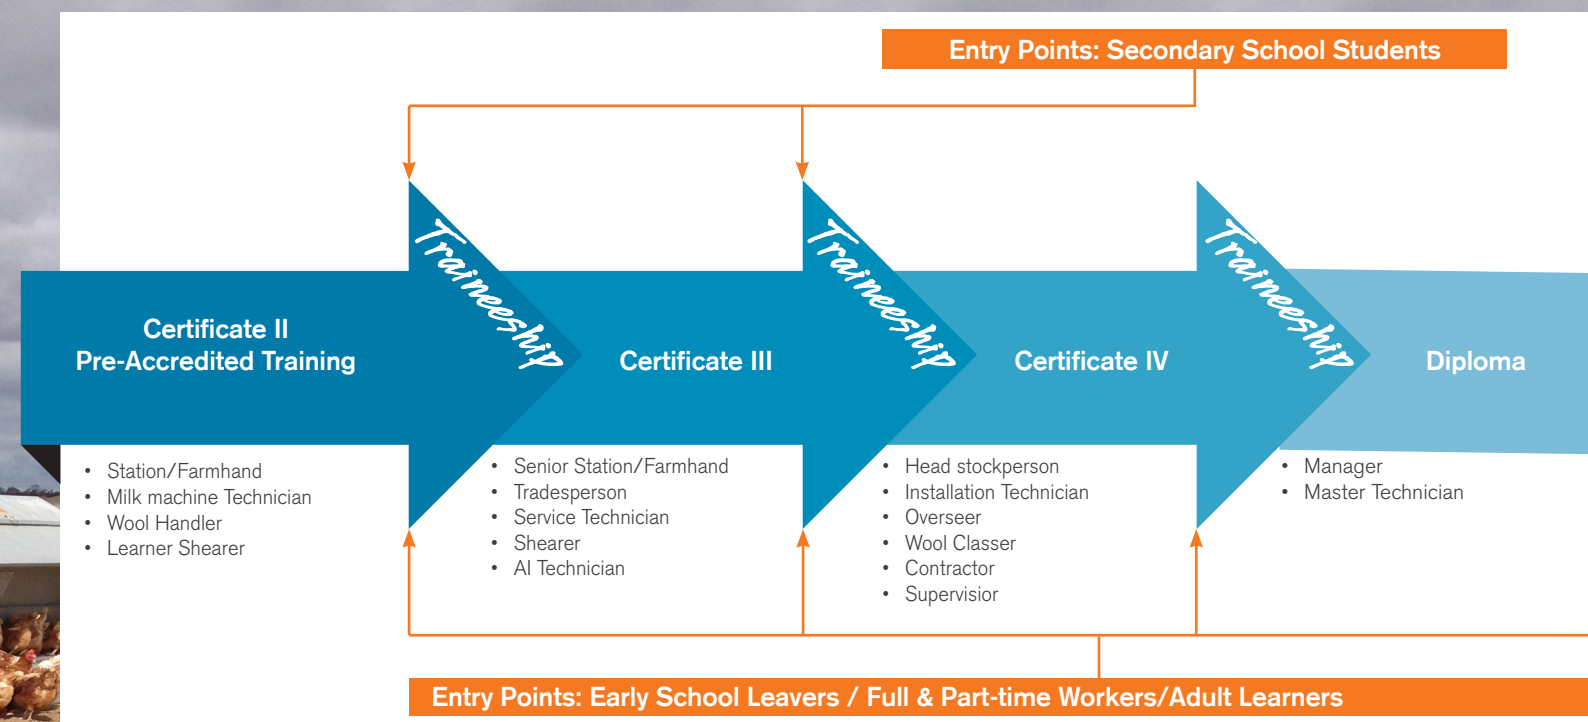 Entry Points: Secondary School Students
Traineeship
Traineeship
Traineeship
Certificate II
Pre-Accredited Training
Certificate III
Certificate IV
Diploma
• Station/Farmhand
• Milk machine Technician
• Wool Handler
• Learner Shearer
• Senior Station/Farmhand
• Tradesperson
• Service Technician
• Shearer
• AI Technician
• Head stockperson
• Installation Technician
• Overseer
• Wool Classer
• Contractor
• Supervisior
• Manager
• Master Technician
Entry Points: Early School Leavers / Full & Part-time Workers/Adult Learners